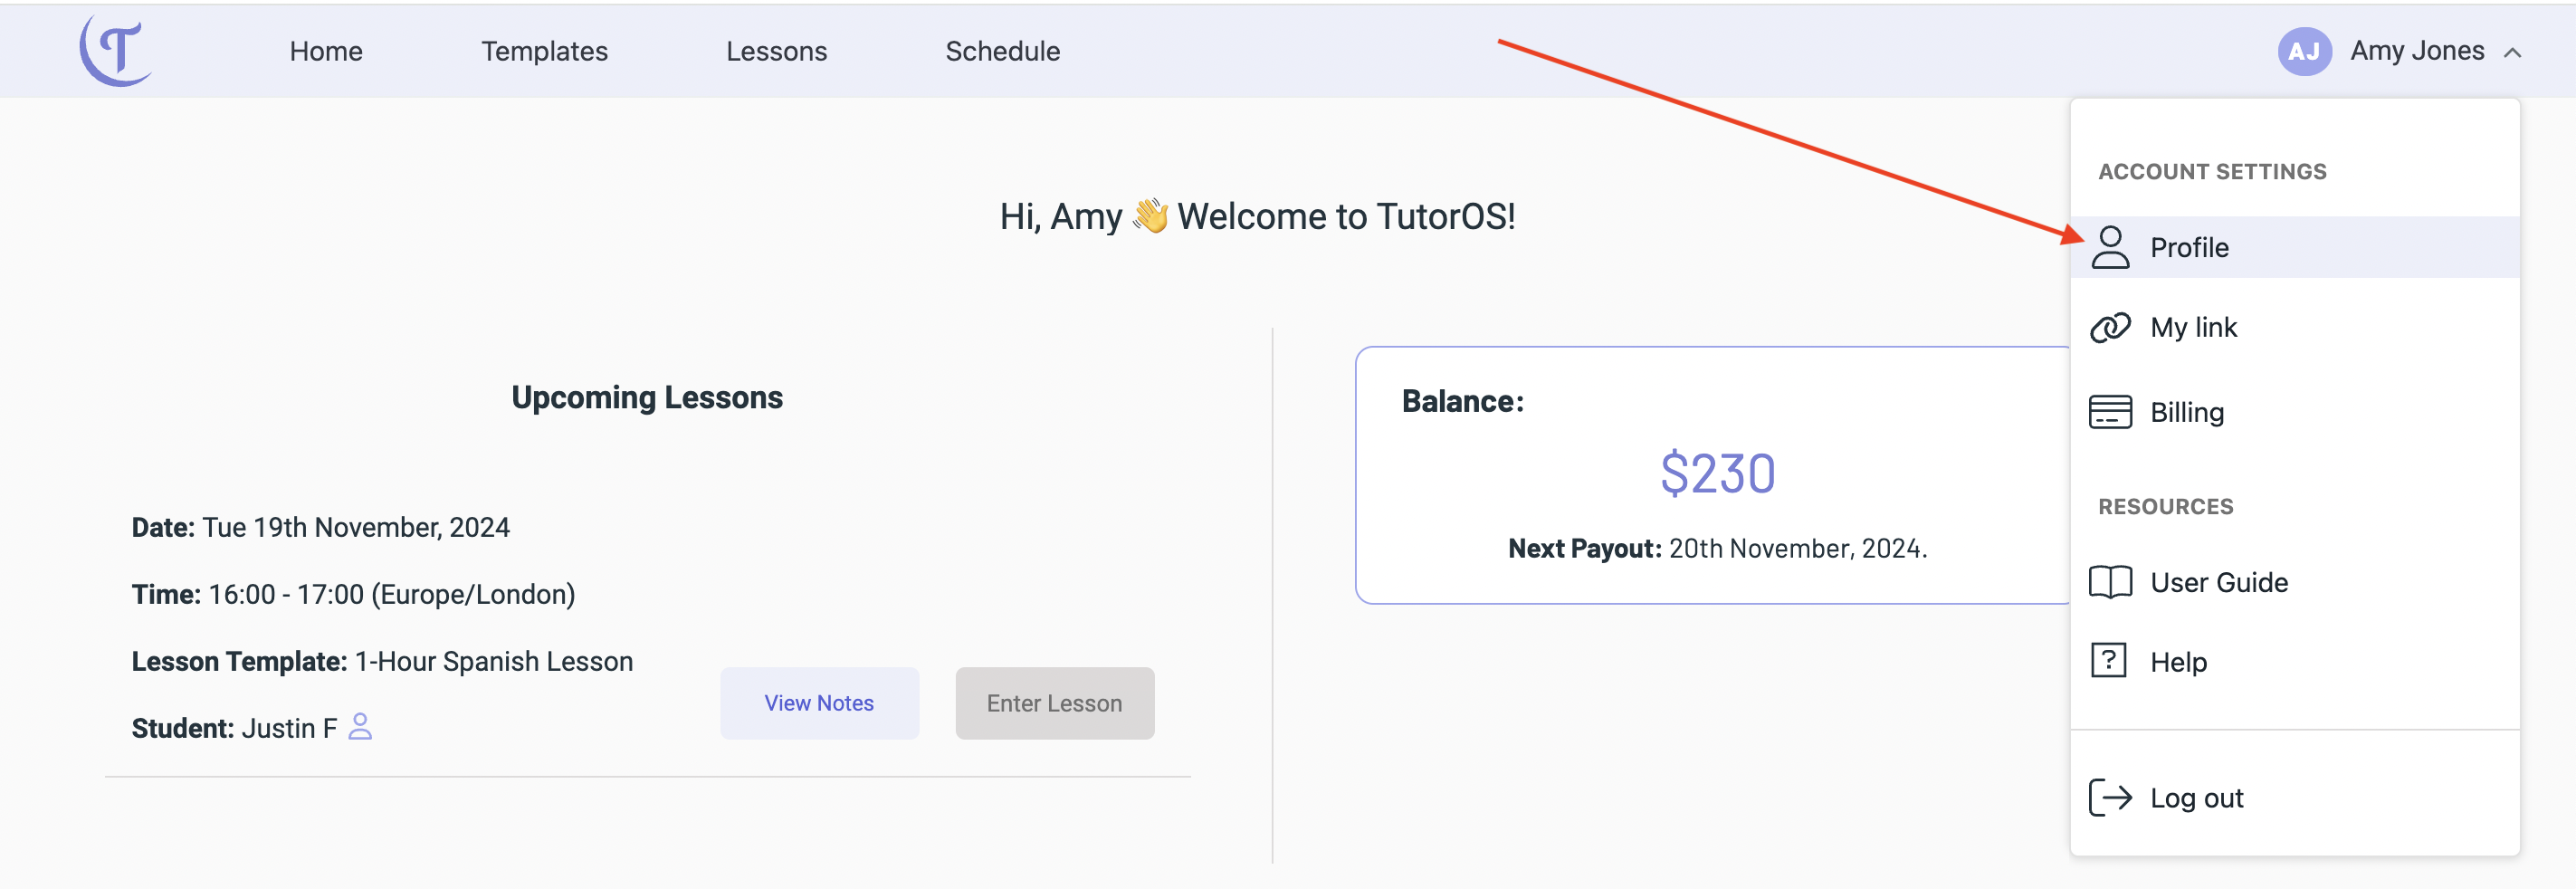 T
Home
Templates
Lessons
Schedule
AJ
Amy Jones
Hi, Amy 👋 Welcome to TutorOS!
Upcoming Lessons
Date: Tue 19th November, 2024
Time: 16:00 - 17:00 (Europe/London)
Lesson Template: 1-Hour Spanish Lesson
Student: Justin F
View Notes
Enter Lesson
Balance:
$230
Next Payout: 20th November, 2024.
ACCOUNT SETTINGS
Profile
My link
Billing
RESOURCES
User Guide
? Help
Log out